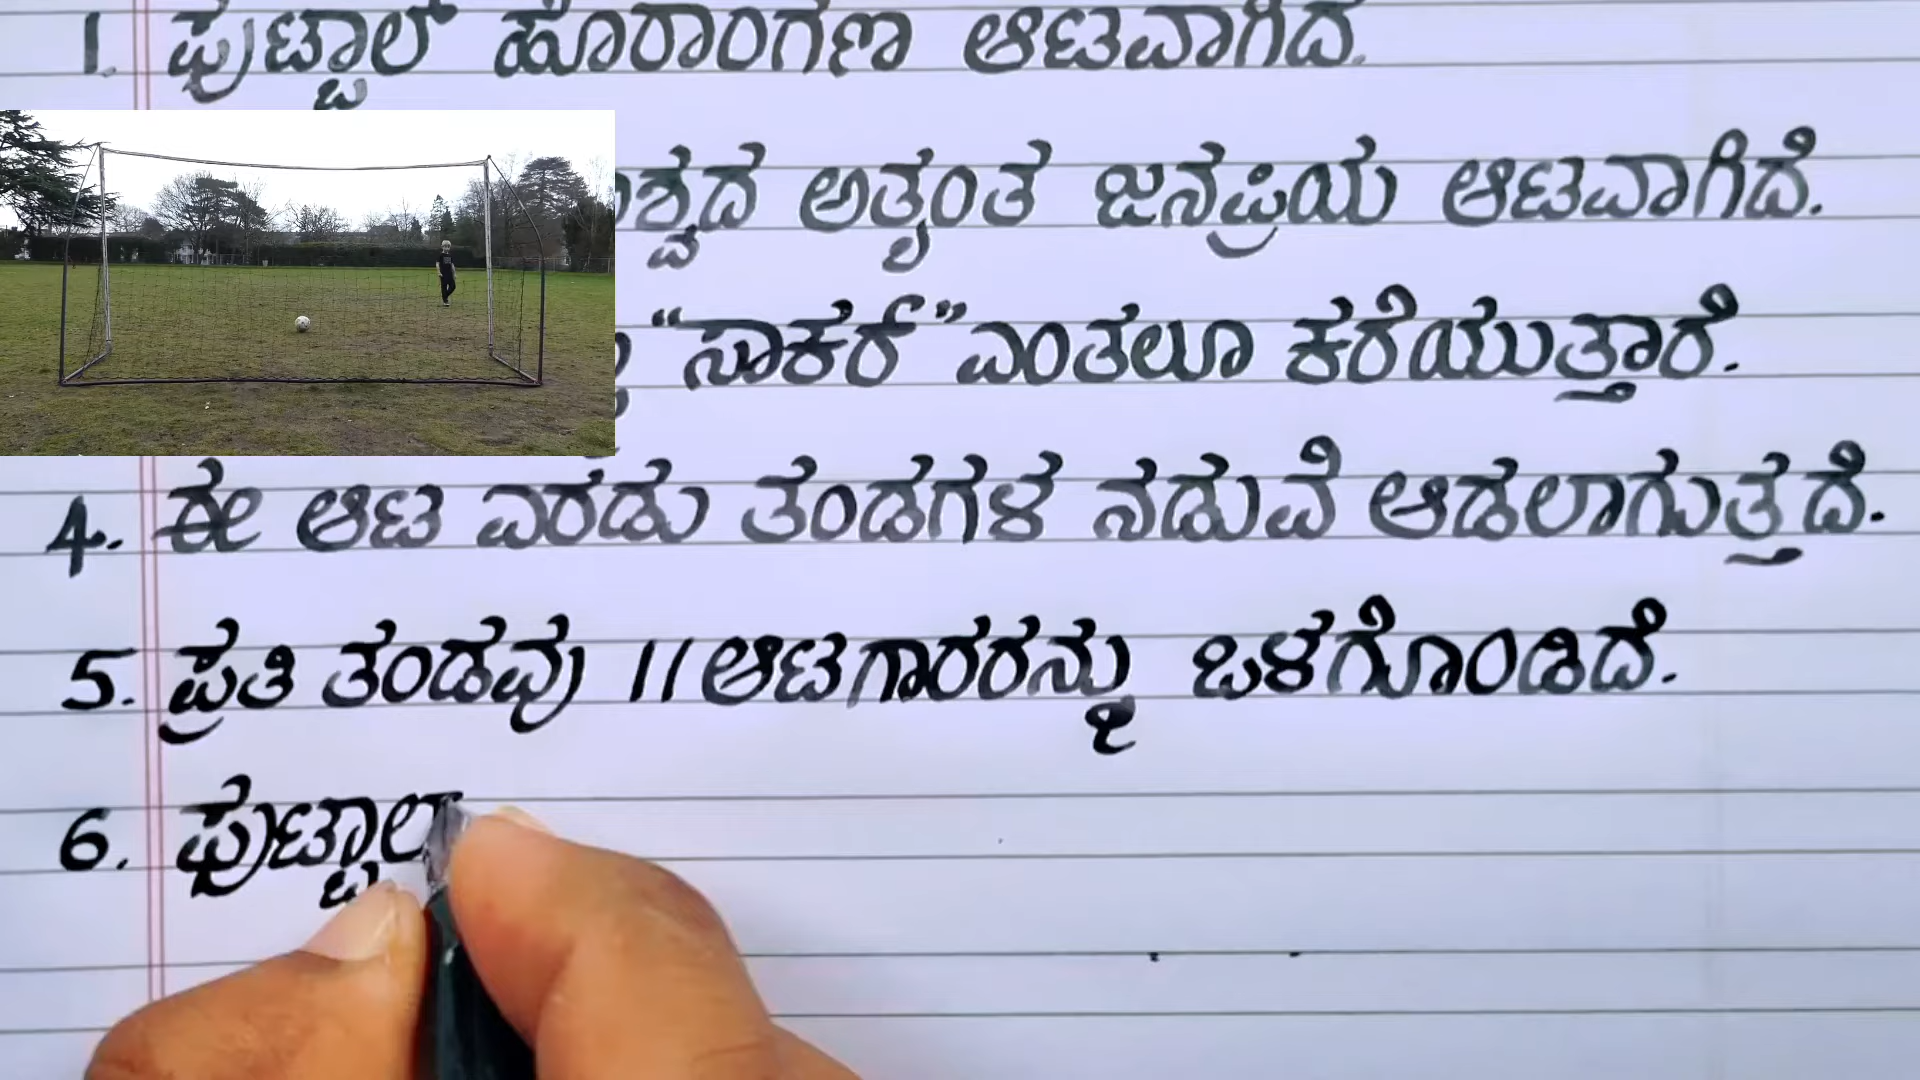 1. ಫುಟ್ಬಾಲ್ ಹೊರಾಂಗಣ ಆಟವಾಗಿದೆ.
ಅತ್ಯಂತ ಜನಪ್ರಿಯ ಆಟವಾಗಿದೆ.
"ಸಾಕರ್" ಎಂತಲೂ ಕರೆಯುತ್ತಾರೆ.
4. ಈ ಆಟ ಎರಡು ತಂಡಗಳ ನಡುವೆ ಆಡಲಾಗುತ್ತದೆ.
5. ಪ್ರತಿ ತಂಡವು 11 ಆಟಗಾರರನ್ನು ಒಳಗೊಂಡಿದೆ.
6.